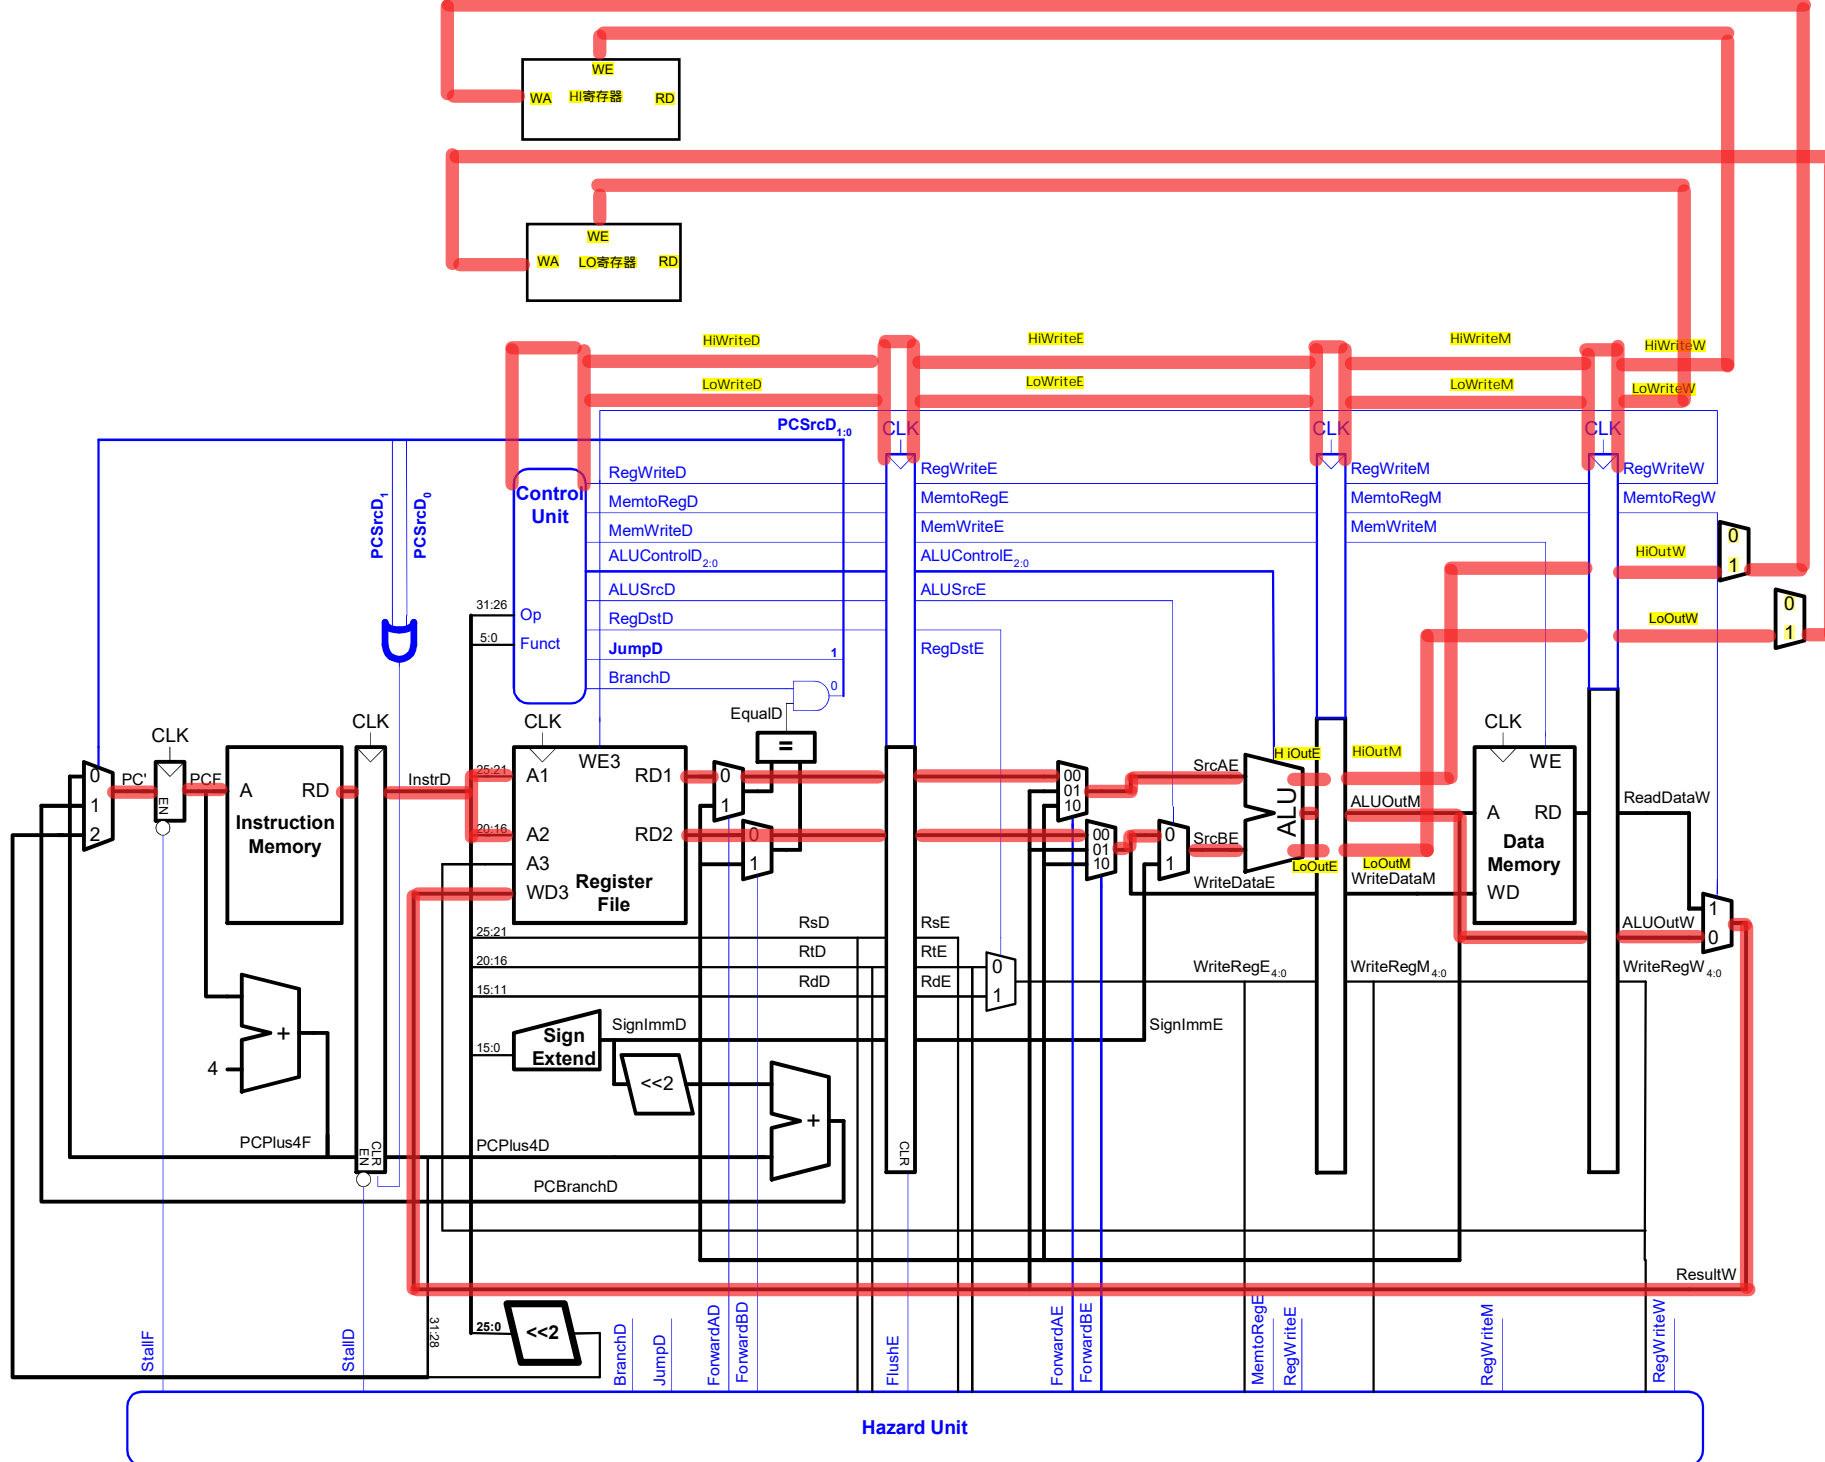 WE
WA HI寄存器 RD
WE
WA LO寄存器 RD
HiWriteD HiWriteE HiWriteM HiWriteW
LoWriteD LoWriteE LoWriteM LoWriteW
PCSrcD1:0 CLK CLK CLK
RegWriteD RegWriteE RegWriteM RegWriteW
Control Unit
MemtoRegD MemtoRegE MemtoRegM MemtoRegW
MemWriteD MemWriteE MemWriteM
PCSrcD1 PCSrcD0
ALUControlD2:0 ALUControlE2:0
0
1
HiOutW
ALUSrcD ALUSrcE
31:26 Op
RegDstD
0
1
LoOutW
5:0 Funct
JumpD 1 RegDstE
BranchD 0
EqualD
CLK CLK CLK CLK
=
HiOutE HiOutM
0
1
2
PC' PCF
EN
A RD
Instruction
Memory
InstrD
25:21 A1
WE3
RD1
0
1
00
01
10
SrcAE
ALU
ALUOutM
WE
A RD
Data
Memory
WD
ReadDataW
20:16 A2
RD2
0
1
00
01
10
0
1
SrcBE
LoOutE LoOutM
A3
WD3
Register
File
WriteDataE WriteDataM
1
0
ALUOutW
25:21 RsD RsE
20:16 RtD RtE
0
1
WriteRegE4:0 WriteRegM4:0 WriteRegW4:0
15:11 RdD RdE
+
4
15:0
Sign
Extend
SignImmD SignImmE
<<2
+
PCPlus4F
EN
CLR
PCPlus4D
CLR
PCBranchD
ResultW
25:0 <<2
31:28
StallF StallD BranchD JumpD ForwardAD ForwardBD FlushE ForwardAE ForwardBE MemtoRegE RegWriteE RegWriteM RegWriteW
Hazard Unit